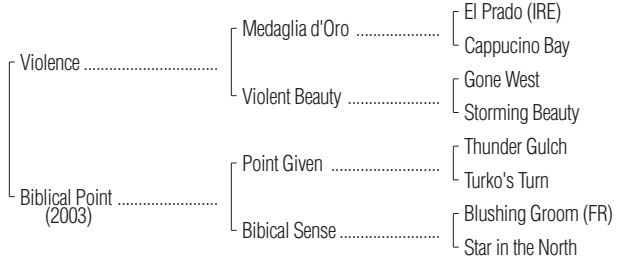 El Prado (IRE)
Medaglia d'Oro ..................
Cappucino Bay
Violence .............................
Gone West
Violent Beauty ....................
Storming Beauty
Thunder Gulch
Point Given ........................
Turko's Turn
Biblical Point .....................
(2003)
Blushing Groom (FR)
Bibical Sense ......................
Star in the North